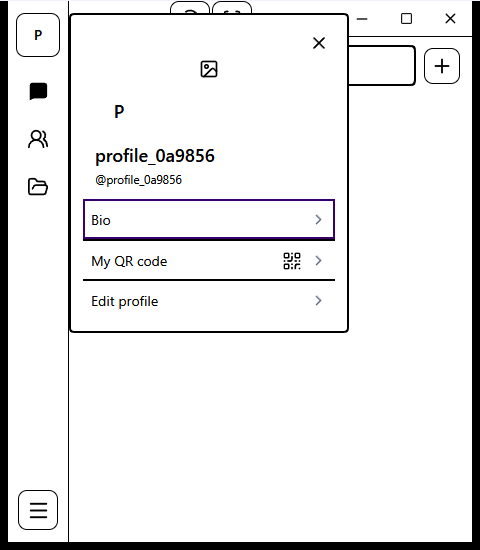 P
P
profile_0a9856
@profile_0a9856
Bio
My QR code
Edit profile